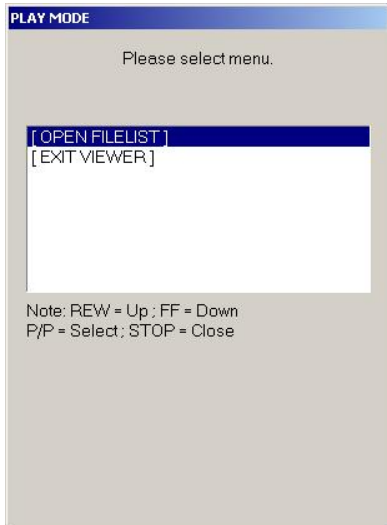 PLAY MODE
Please select menu.
[ OPEN FILELIST ]
[ EXIT VIEWER ]
Note: REW = Up ; FF = Down
P/P = Select ; STOP = Close